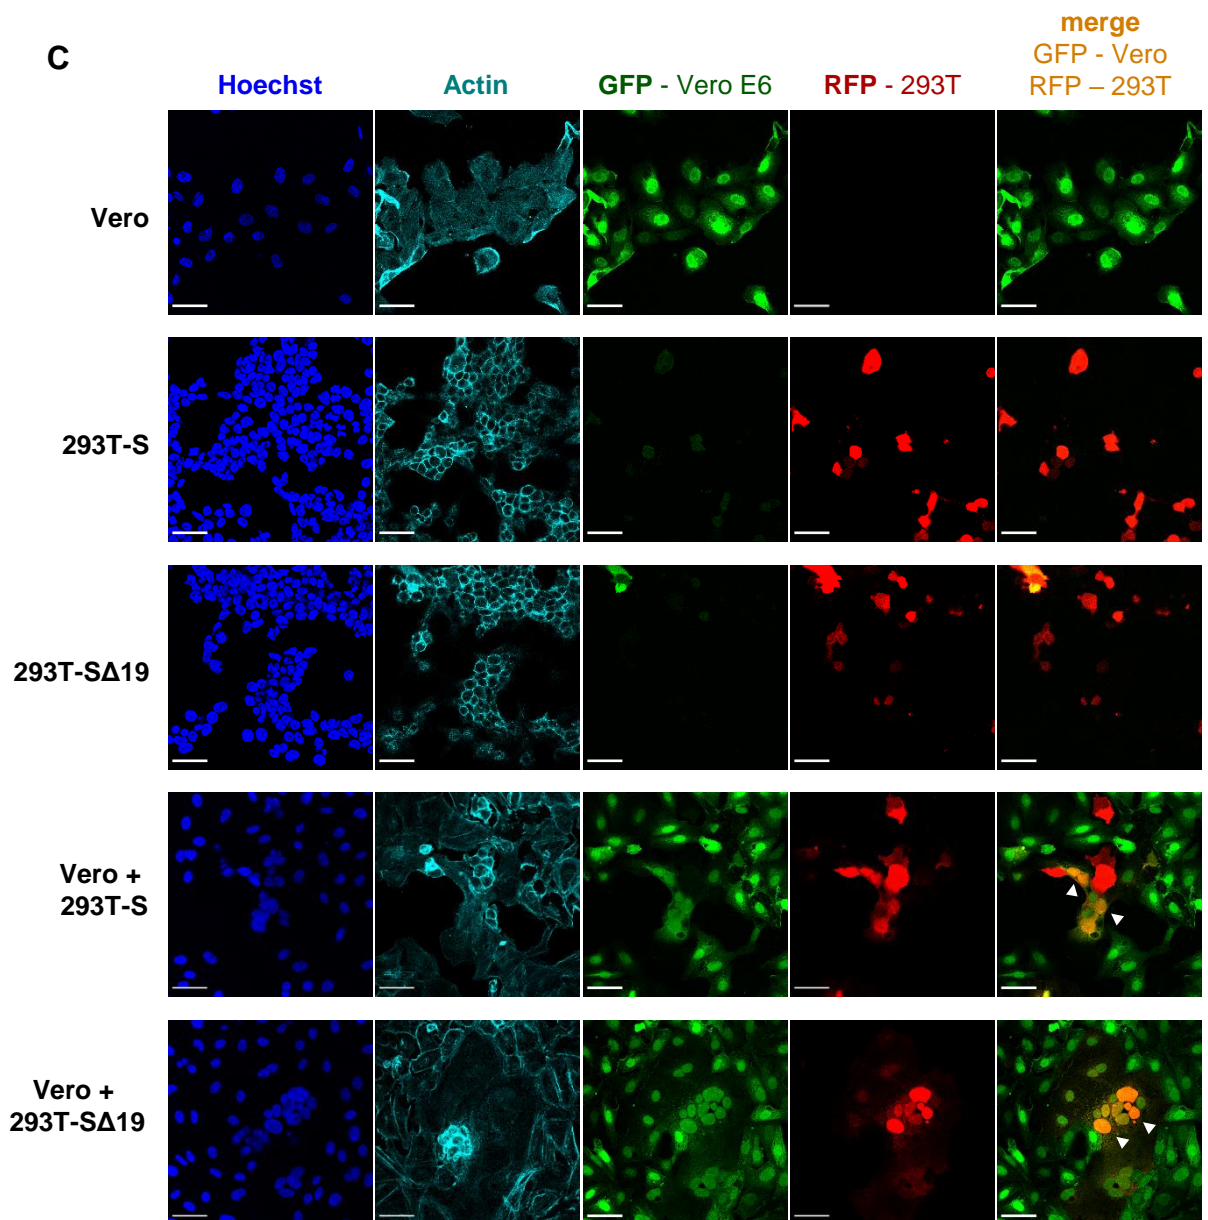 C
merge
GFP - Vero
RFP – 293T
Hoechst
Actin
GFP - Vero E6
RFP - 293T
Vero
293T-S
293T-SΔ19
Vero +
293T-S
Vero +
293T-SΔ19